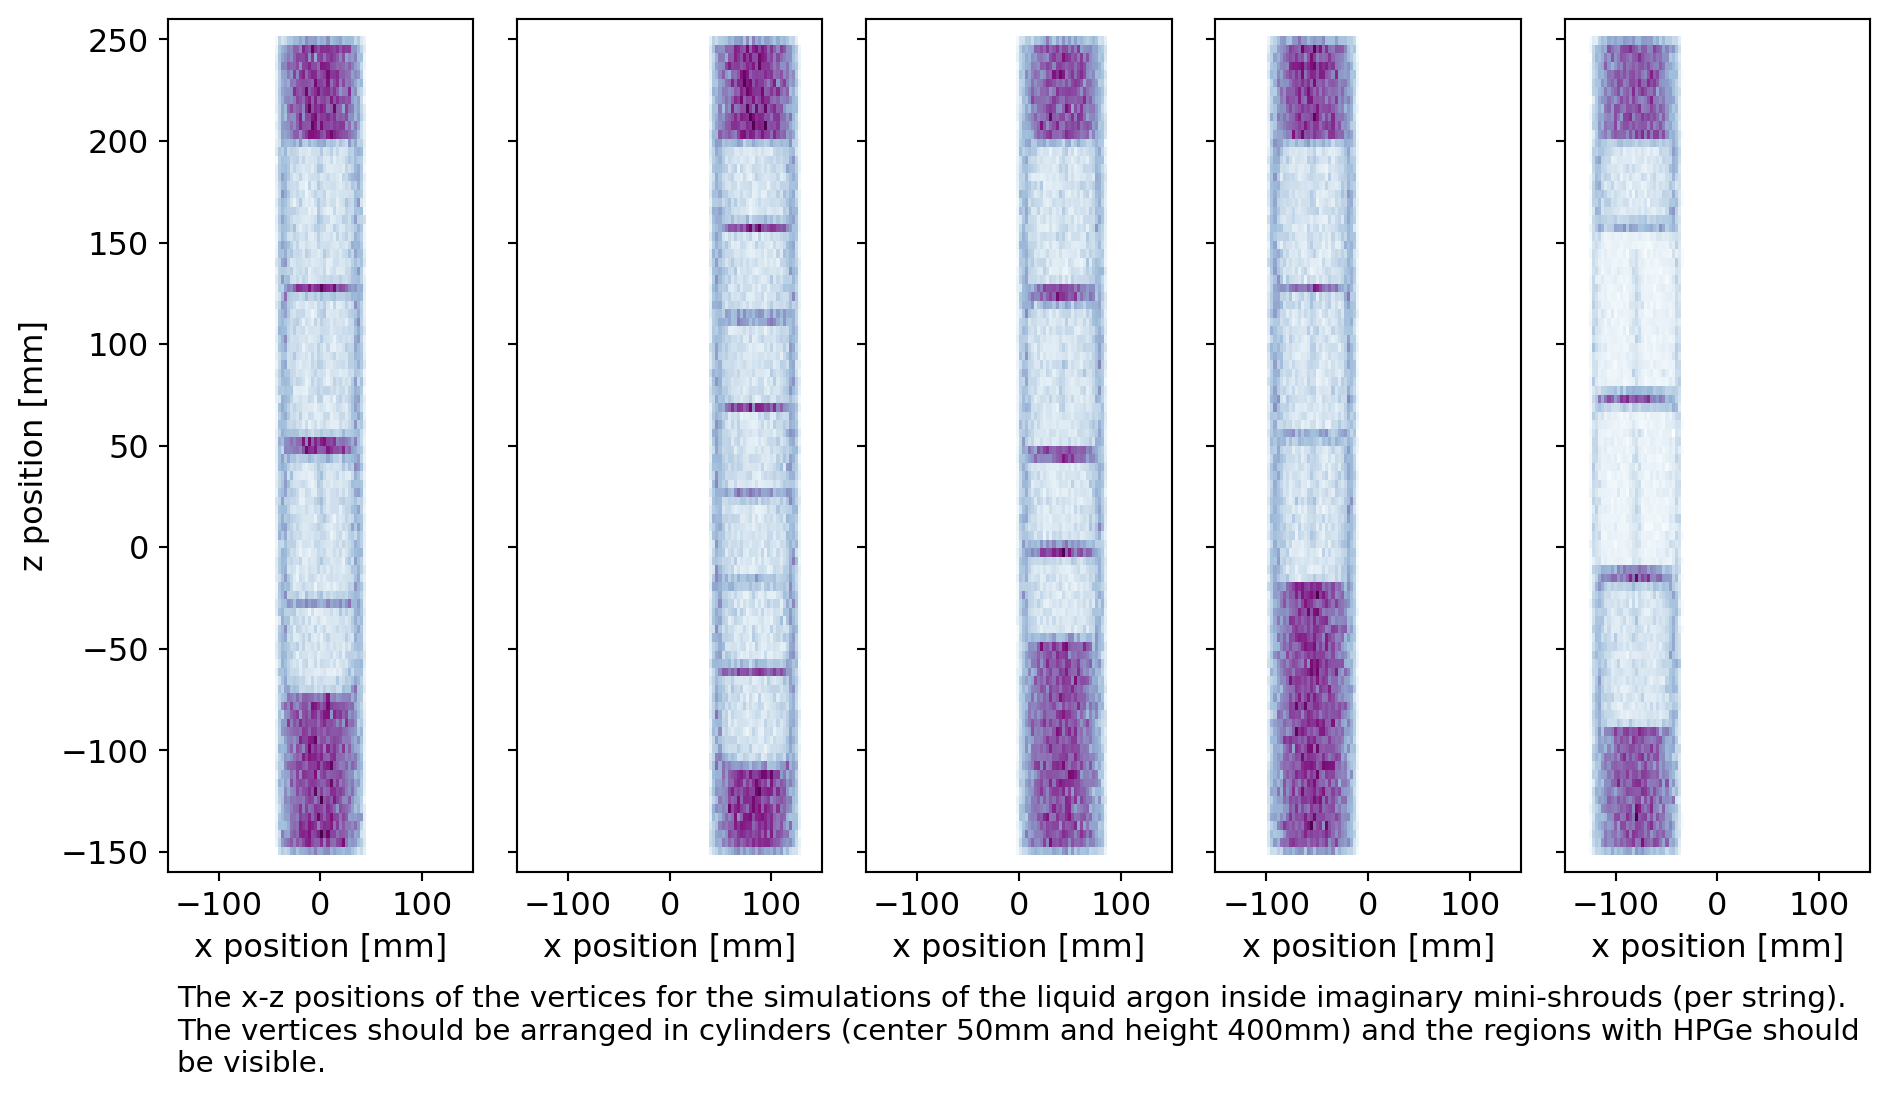 250
200
150
100
50
0
−50
−100
−150
z position [mm]
−100 0 100 −100 0 100 −100 0 100 −100 0 100 −100 0 100
x position [mm] x position [mm] x position [mm] x position [mm] x position [mm]
The x-z positions of the vertices for the simulations of the liquid argon inside imaginary mini-shrouds (per string).
The vertices should be arranged in cylinders (center 50mm and height 400mm) and the regions with HPGe should
be visible.